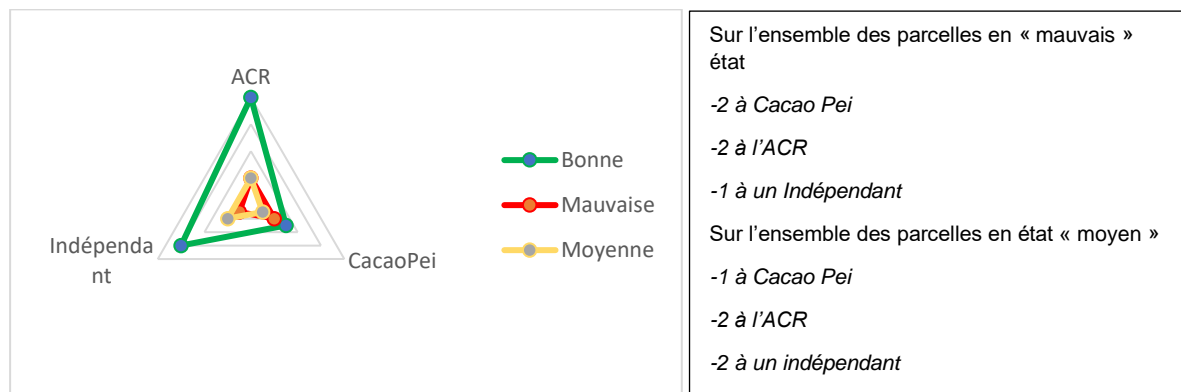 ACR
Indépenda
nt
CacaoPei
Bonne
Mauvaise
Moyenne
Sur l’ensemble des parcelles en « mauvais »
état
-2 à Cacao Pei
-2 à l’ACR
-1 à un Indépendant
Sur l’ensemble des parcelles en état « moyen »
-1 à Cacao Pei
-2 à l’ACR
-2 à un indépendant